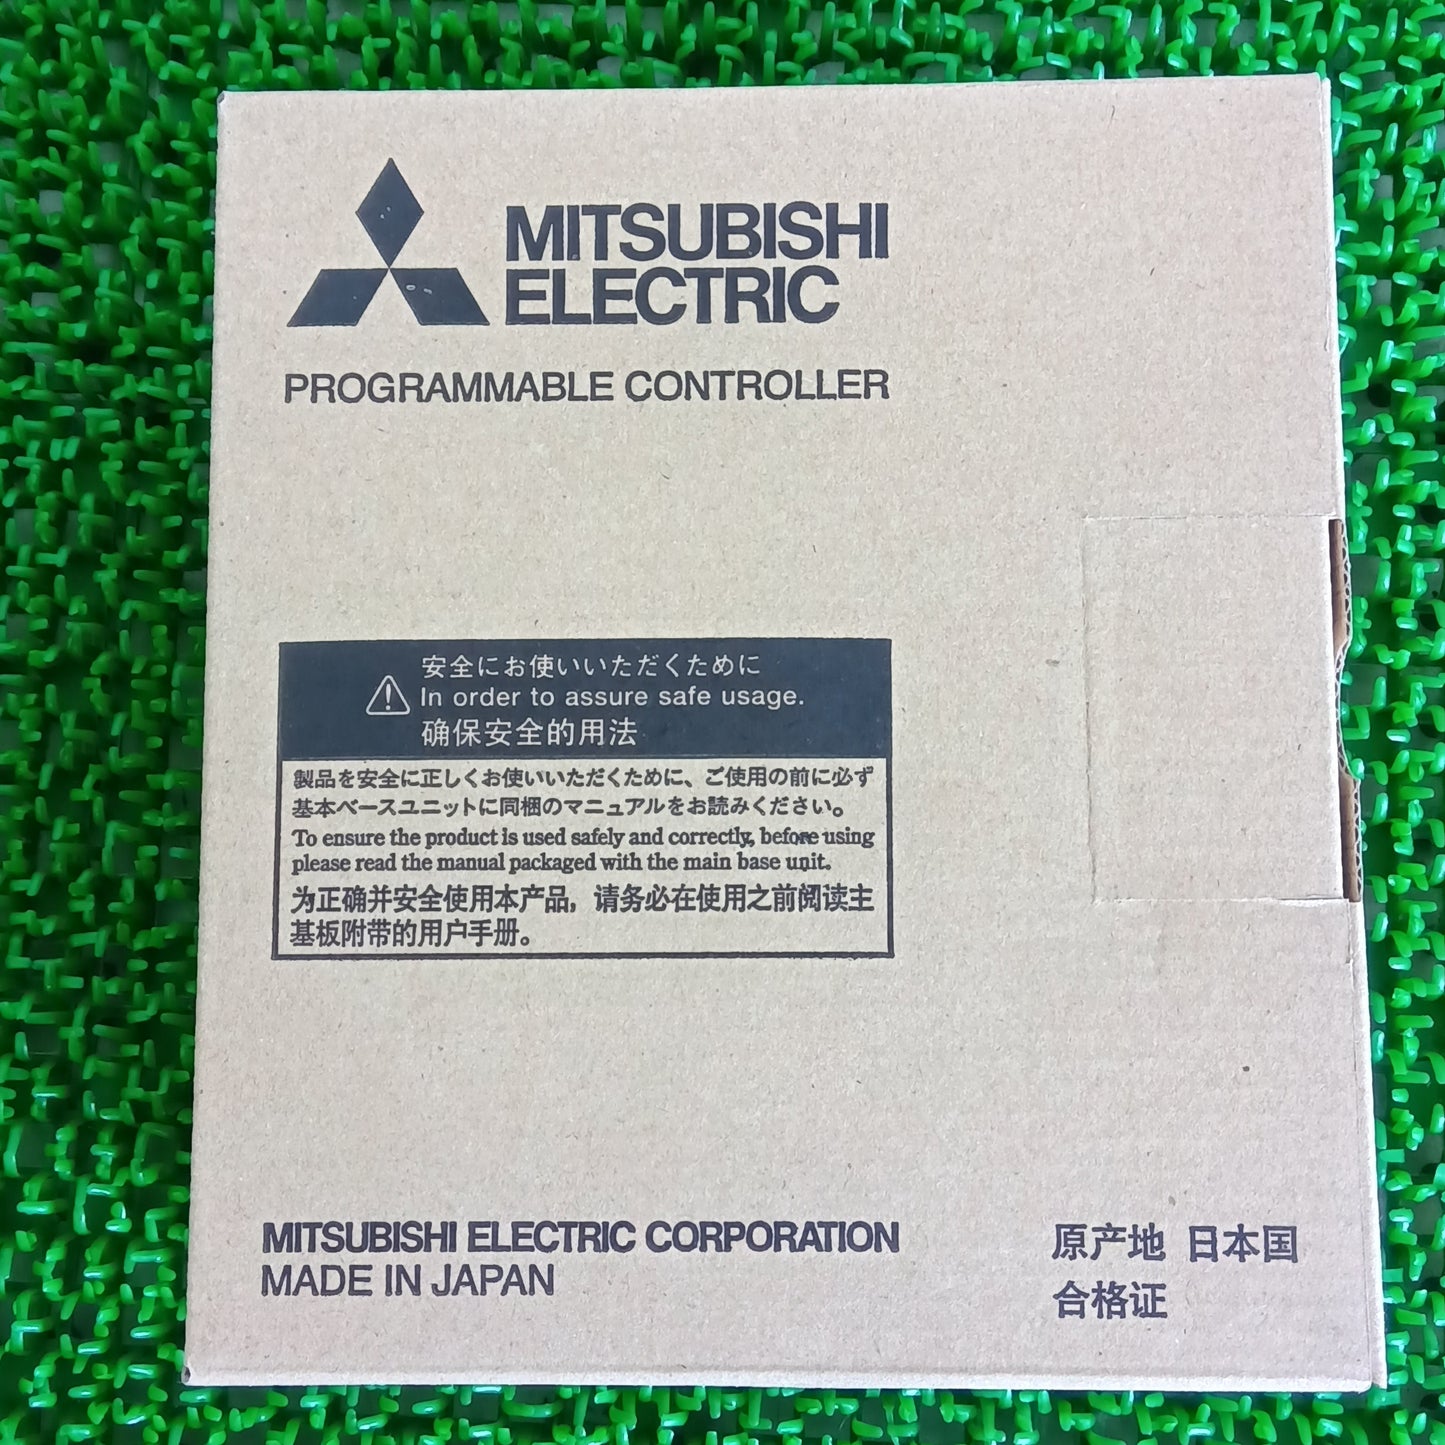 MITSUBISHI
ELECTRIC
PROGRAMMABLE CONTROLLER
安全にお使いいただくために
In order to assure safe usage.
确保安全的用法
製品を安全に正しくお使いいただくために、ご使用の前に必ず
基本ベースユニットに同梱のマニュアルをお読みください。
To ensure the product is used safely and correctly, before using
please read the manual packaged with the main base unit.
为正确并安全使用本产品，请务必在使用之前阅读主
基板附带的用户手册。
MITSUBISHI ELECTRIC CORPORATION
MADE IN JAPAN
原产地 日本国
合格证